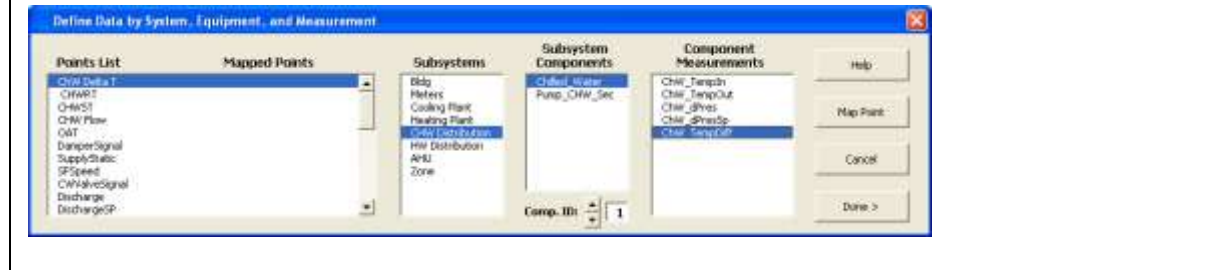 Define Data by System, Equipment, and Measurement
Points List
Mapped Points
Subsystems
Subsystem
Components
Component
Measurements
CHW Delta T
CHWRT
CHWST
CHW Flow
OAT
DamperSignal
SupplyStatic
SFSpeed
CWValveSignal
Discharge
DischargeSP
Bldg
Meters
Cooling Plant
Heating Plant
CHW Distribution
HW Distribution
AHU
Zone
Chilled_Water
Pump_CHW_Sec
Comp. ID: 1
ChW_TempIn
ChW_TempOut
ChW_dPres
ChW_dPresSp
ChW_TempDiff
Help
Map Point
Cancel
Done >